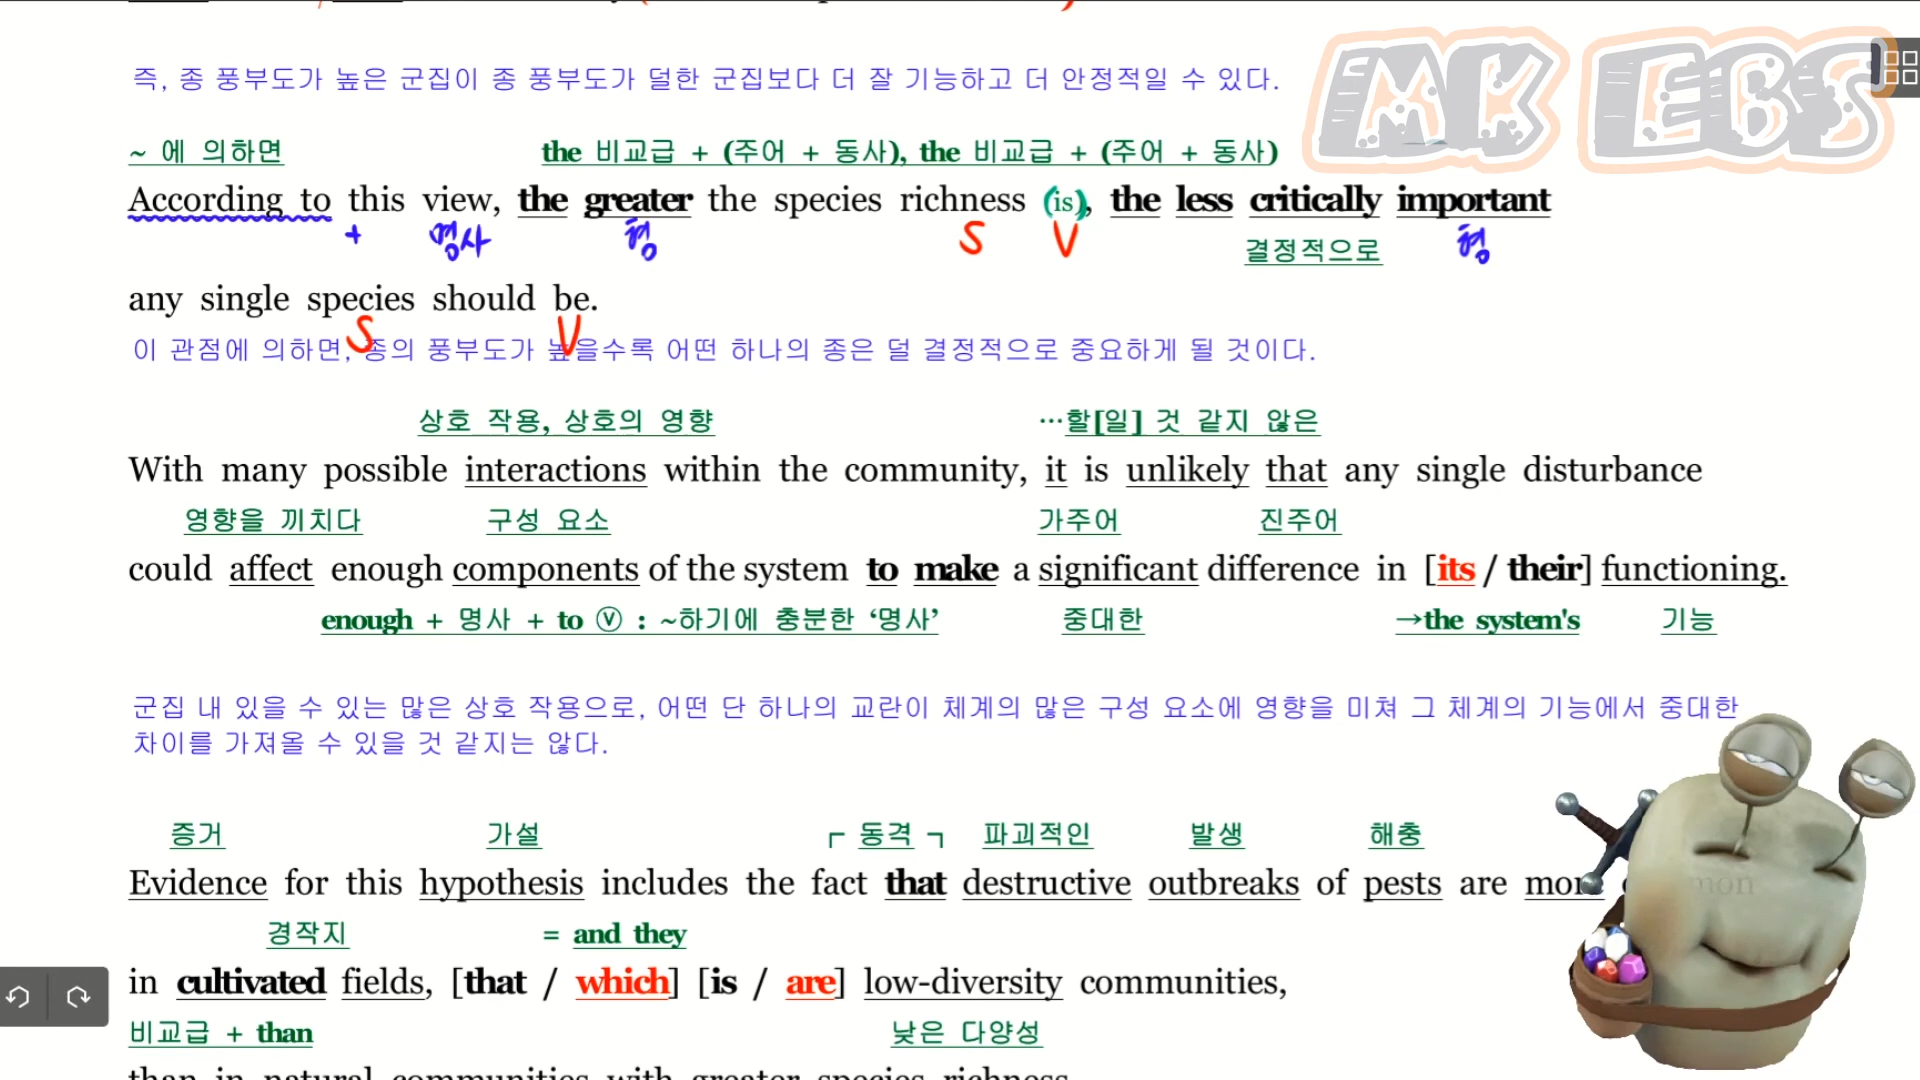 즉, 종 풍부도가 높은 군집이 종 풍부도가 덜한 군집보다 더 잘 기능하고 더 안정적일 수 있다.
MK EBS
~ 에 의하면 the 비교급 + (주어 + 동사), the 비교급 + (주어 + 동사)
According to this view, the greater the species richness (is), the less critically important
+ 명사 형 S V 결정적으로 형
any single species should be.
S V
이 관점에 의하면, 종의 풍부도가 높을수록 어떤 하나의 종은 덜 결정적으로 중요하게 될 것이다.
상호 작용, 상호의 영향 …할[일] 것 같지 않은
With many possible interactions within the community, it is unlikely that any single disturbance
영향을 끼치다 구성 요소 가주어 진주어
could affect enough components of the system to make a significant difference in [its / their] functioning.
enough + 명사 + to ⓥ : ~하기에 충분한 ‘명사’ 중대한 →the system's 기능
군집 내 있을 수 있는 많은 상호 작용으로, 어떤 단 하나의 교란이 체계의 많은 구성 요소에 영향을 미쳐 그 체계의 기능에서 중대한
차이를 가져올 수 있을 것 같지는 않다.
증거 가설 ┌ 동격 ┐ 파괴적인 발생 해충
Evidence for this hypothesis includes the fact that destructive outbreaks of pests are more
경작지 = and they
in cultivated fields, [that / which] [is / are] low-diversity communities,
비교급 + than 낮은 다양성
than in natural communities with greater species richness